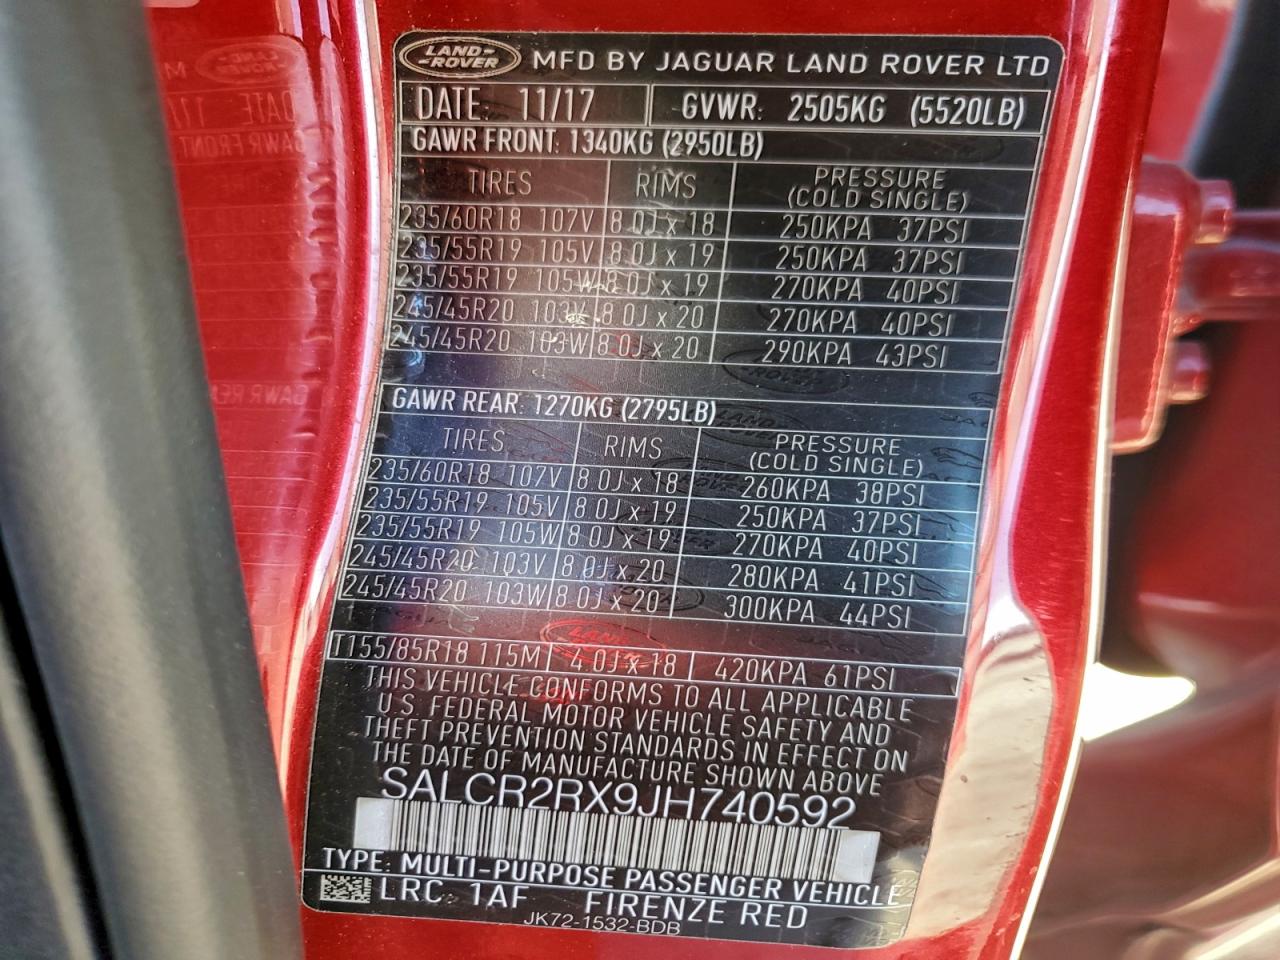 LAND-ROVER MFD BY JAGUAR LAND ROVER LTD
DATE: 11/17 GVWR: 2505KG (5520LB)
GAWR FRONT: 1340KG (2950LB)
TIRES RIMS PRESSURE (COLD SINGLE)
235/60R18 107V 8.0J x 18 250KPA 37PSI
235/55R19 105V 8.0J x 19 250KPA 37PSI
235/55R19 105W 8.0J x 19 270KPA 40PSI
245/45R20 103V 8.0J x 20 270KPA 40PSI
245/45R20 103W 8.0J x 20 290KPA 43PSI
GAWR REAR: 1270KG (2795LB)
TIRES RIMS PRESSURE (COLD SINGLE)
235/60R18 107V 8.0J x 18 260KPA 38PSI
235/55R19 105V 8.0J x 19 250KPA 37PSI
235/55R19 105W 8.0J x 19 270KPA 40PSI
245/45R20 103V 8.0J x 20 280KPA 41PSI
245/45R20 103W 8.0J x 20 300KPA 44PSI
T155/85R18 115M 4.0J x 18 420KPA 61PSI
THIS VEHICLE CONFORMS TO ALL APPLICABLE
U.S. FEDERAL MOTOR VEHICLE SAFETY AND
THEFT PREVENTION STANDARDS IN EFFECT ON
THE DATE OF MANUFACTURE SHOWN ABOVE
SALCR2RX9JH740592
TYPE: MULTI-PURPOSE PASSENGER VEHICLE
LRC: 1AF FIRENZE RED
JK72-1532-BDB